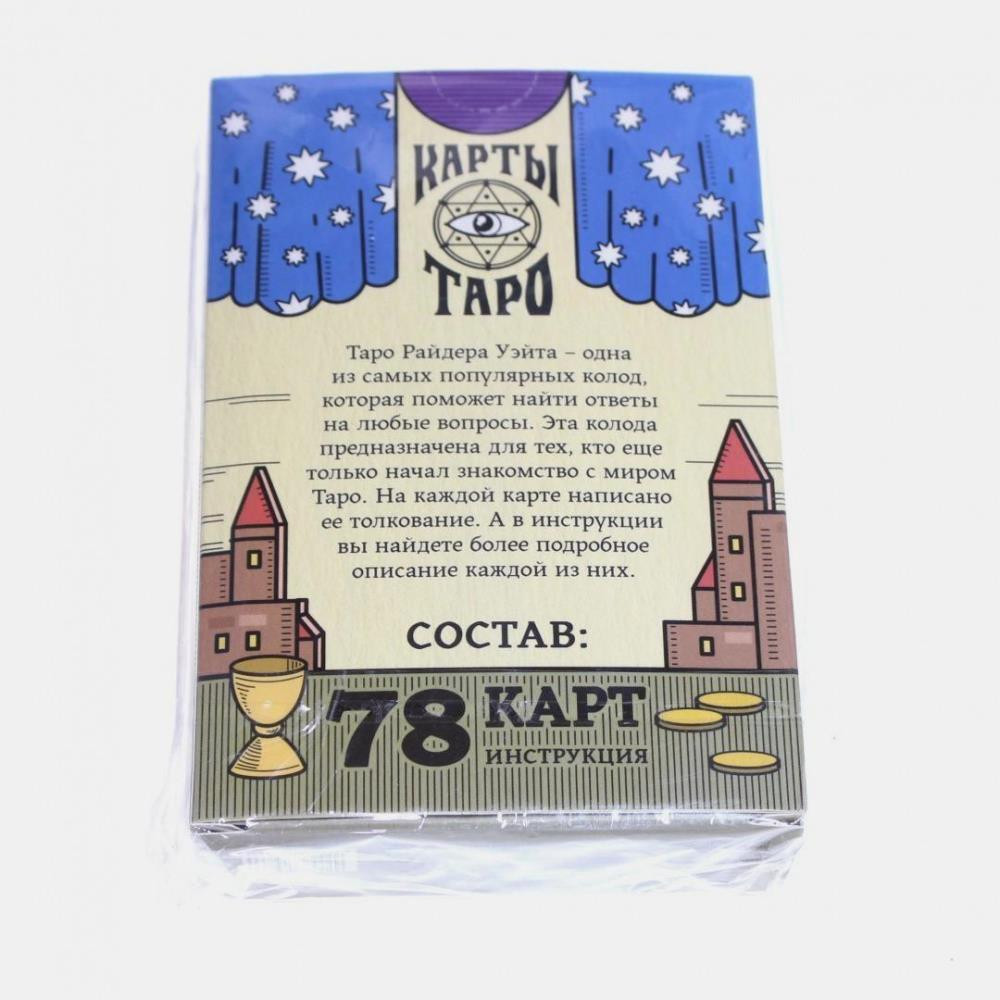 КАРТЫ
ТАРО
Таро Райдера Уэйта – одна
из самых популярных колод,
которая поможет найти ответы
на любые вопросы. Эта колода
предназначена для тех, кто еще
только начал знакомство с миром
Таро. На каждой карте написано
ее толкование. А в инструкции
вы найдете более подробное
описание каждой из них.
СОСТАВ:
78 КАРТ
ИНСТРУКЦИЯ